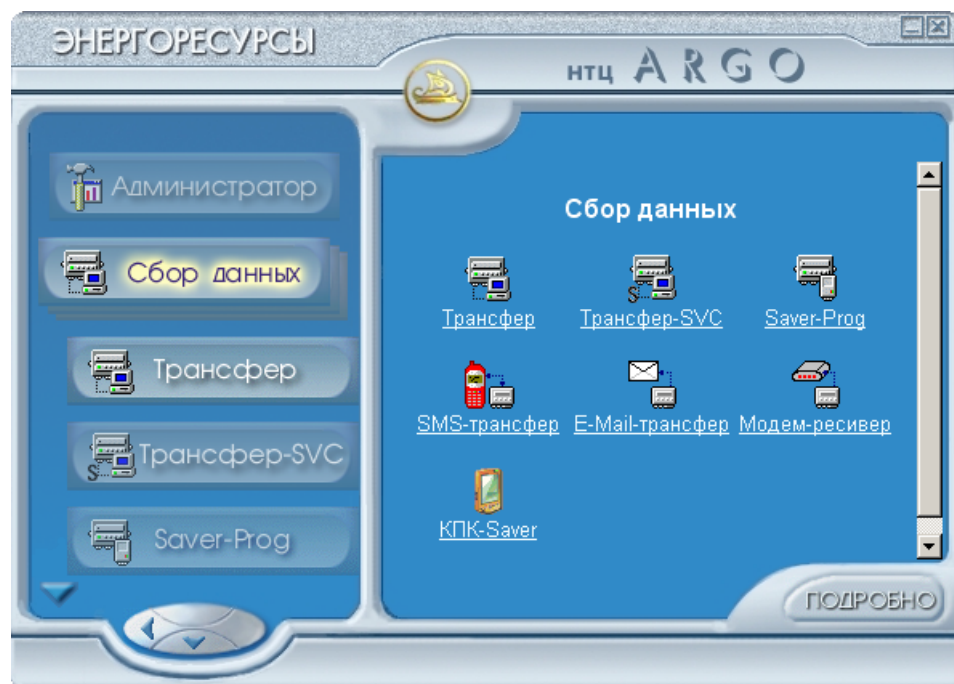 ЭНЕРГОРЕСУРСЫ
НТЦ ARGO
Администратор
Сбор данных
Трансфер
S Трансфер-SVC
Saver-Prog
Сбор данных
S
Трансфер Трансфер-SVC Saver-Prog
SMS-трансфер E-Mail-трансфер Модем-ресивер
КПК-Saver
ПОДРОБНО